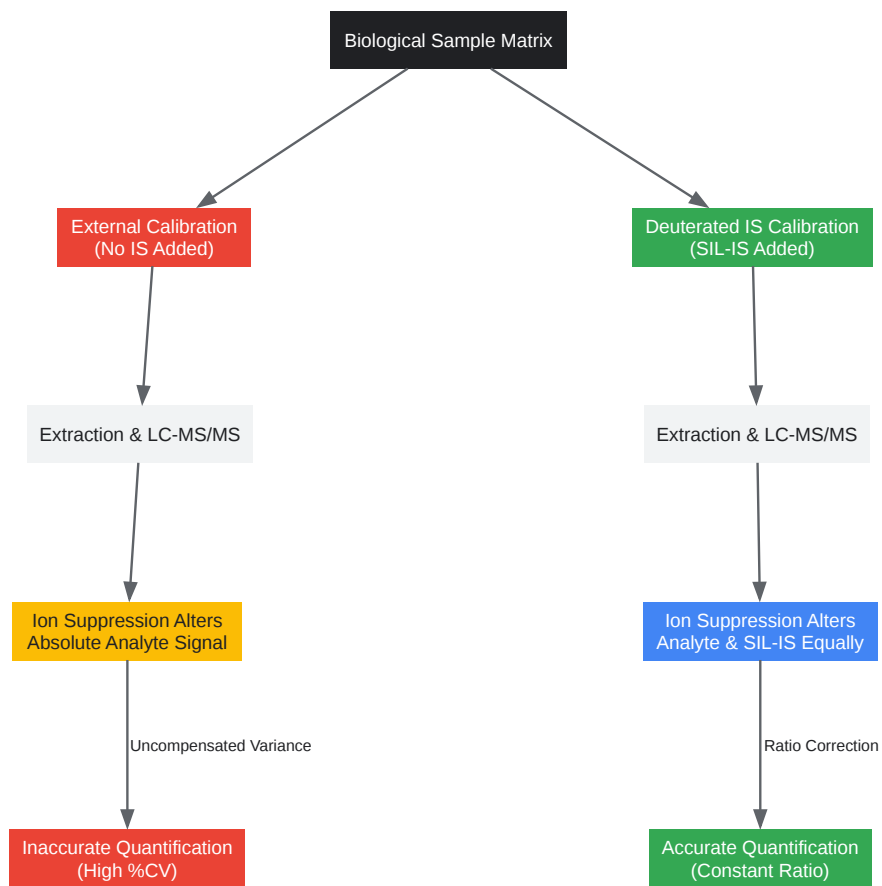 Biological Sample Matrix
External Calibration
(No IS Added)
Deuterated IS Calibration
(SIL-IS Added)
Extraction & LC-MS/MS
Extraction & LC-MS/MS
Ion Suppression Alters
Absolute Analyte Signal
Ion Suppression Alters
Analyte & SIL-IS Equally
Uncompensated Variance
Ratio Correction
Inaccurate Quantification
(High %CV)
Accurate Quantification
(Constant Ratio)